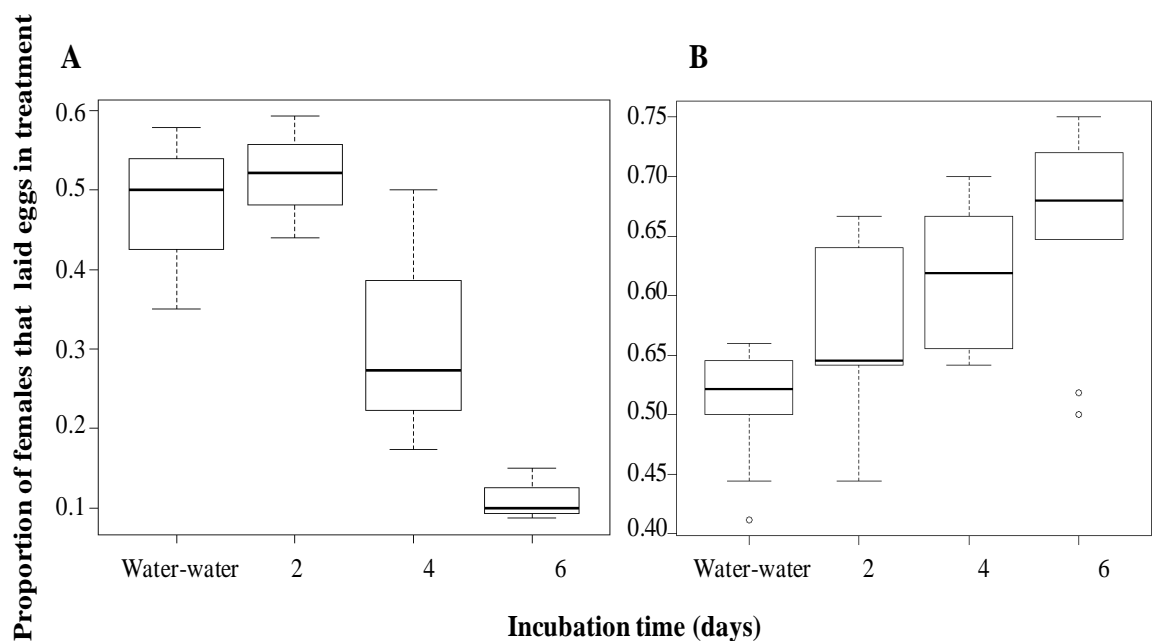 A
B
Proportion of females that laid eggs in treatment
0.6
0.5
0.4
0.3
0.2
0.1
Water-water 2 4 6
0.75
0.70
0.65
0.60
0.65
0.50
0.45
0.40
Water-water 2 4 6
Incubation time (days)